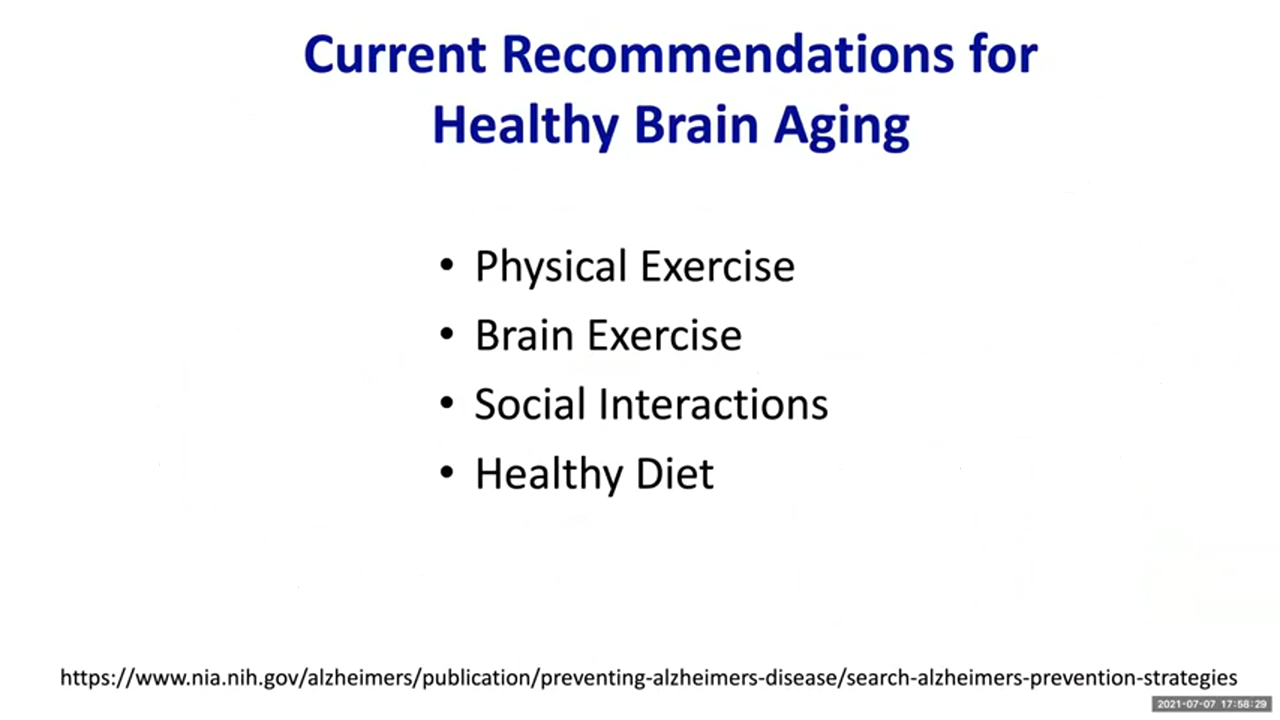 Current Recommendations for
Healthy Brain Aging
• Physical Exercise
• Brain Exercise
• Social Interactions
• Healthy Diet
https://www.nia.nih.gov/alzheimers/publication/preventing-alzheimers-disease/search-alzheimers-prevention-strategies
2021-07-07 17:58:29